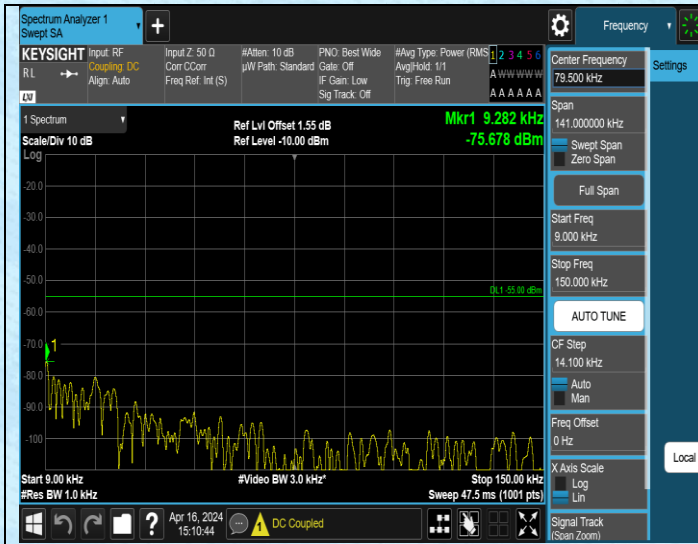 Spectrum Analyzer 1
Swept SA
+
Frequency
KEYSIGHT
RL
LXI
Input: RF
Coupling: DC
Align: Auto
Input Z: 50 Ω
Corr CCorr
Freq Ref: Int (S)
#Atten: 10 dB
µW Path: Standard
PNO: Best Wide
Gate: Off
IF Gain: Low
Sig Track: Off
#Avg Type: Power (RMS
Avg|Hold: 1/1
Trig: Free Run
1 2 3 4 5 6
A W W W W W
A A A A A A
Center Frequency
79.500 kHz
Settings
Span
141.000000 kHz
Swept Span
Zero Span
Full Span
Start Freq
9.000 kHz
Stop Freq
150.000 kHz
AUTO TUNE
CF Step
14.100 kHz
Auto
Man
Freq Offset
0 Hz
X Axis Scale
Log
Lin
Signal Track
(Span Zoom)
Local
1 Spectrum
Scale/Div 10 dB
Log
Ref Lvl Offset 1.55 dB
Ref Level -10.00 dBm
Mkr1 9.282 kHz
-75.678 dBm
-20.0
-30.0
-40.0
-50.0
DL1 -55.00 dBm
-60.0
-70.0
1
-80.0
-90.0
-100
Start 9.00 kHz
#Res BW 1.0 kHz
#Video BW 3.0 kHz*
Stop 150.00 kHz
Sweep 47.5 ms (1001 pts)
?
Apr 16, 2024
15:10:44
1
DC Coupled